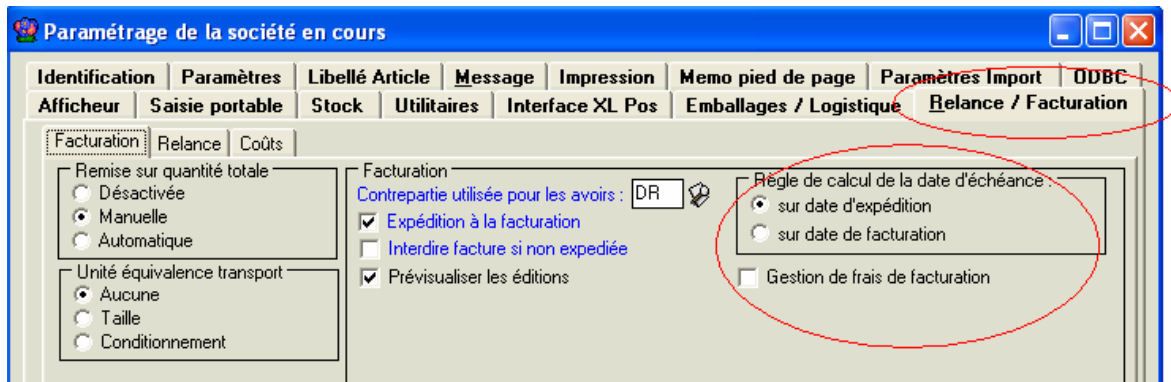 Paramétrage de la société en cours
Identification Paramètres Libellé Article Message Impression Memo pied de page Paramètres Import ODBC
Afficheur Saisie portable Stock Utilitaires Interface XL Pos Emballages / Logistique Relance / Facturation
Facturation Relance Coûts
Remise sur quantité totale
Désactivée
Manuelle
Automatique
Unité équivalence transport
Aucune
Taille
Conditionnement
Facturation
Contrepartie utilisée pour les avoirs : DR
Expédition à la facturation
Interdire facture si non expediée
Prévisualiser les éditions
Règle de calcul de la date d'échéance :
sur date d'expédition
sur date de facturation
Gestion de frais de facturation